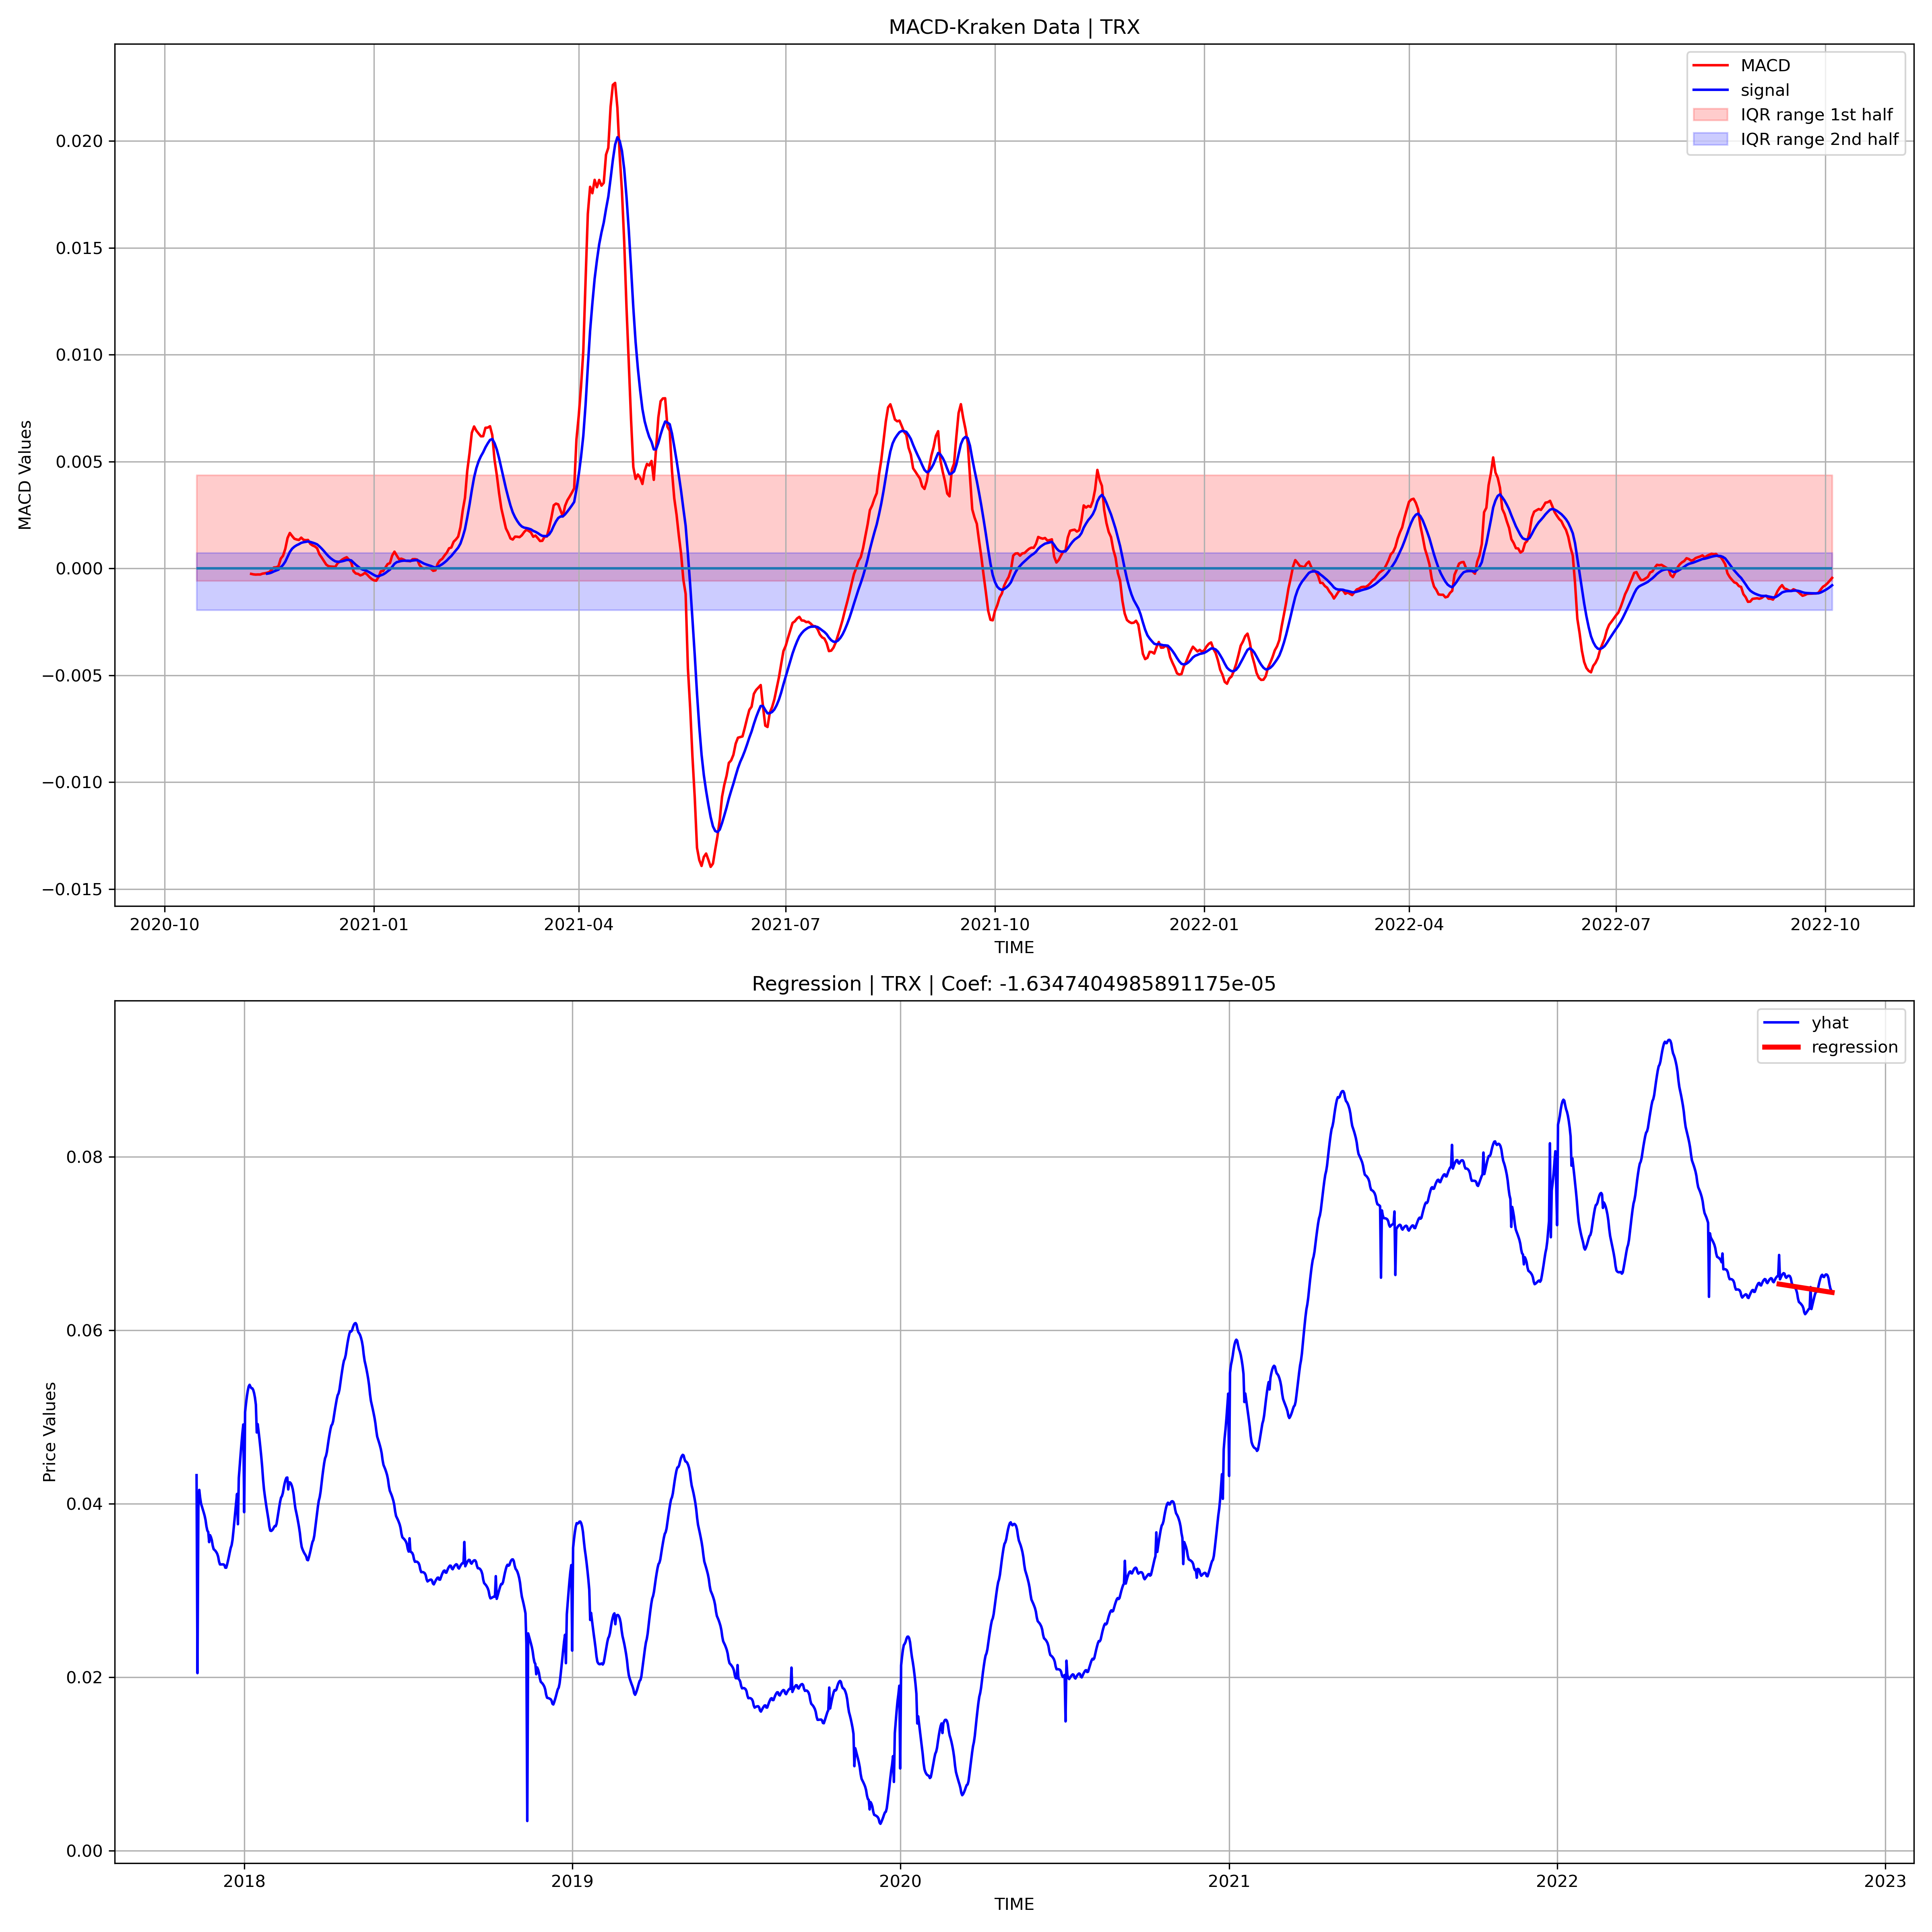 MACD-Kraken Data | TRX
MACD
signal
IQR range 1st half
IQR range 2nd half
MACD Values
0.020
0.015
0.010
0.005
0.000
−0.005
−0.010
−0.015
2020-10 2021-01 2021-04 2021-07 2021-10 2022-01 2022-04 2022-07 2022-10
TIME
Regression | TRX | Coef: -1.6347404985891175e-05
yhat
regression
Price Values
0.08
0.06
0.04
0.02
0.00
2018 2019 2020 2021 2022 2023
TIME